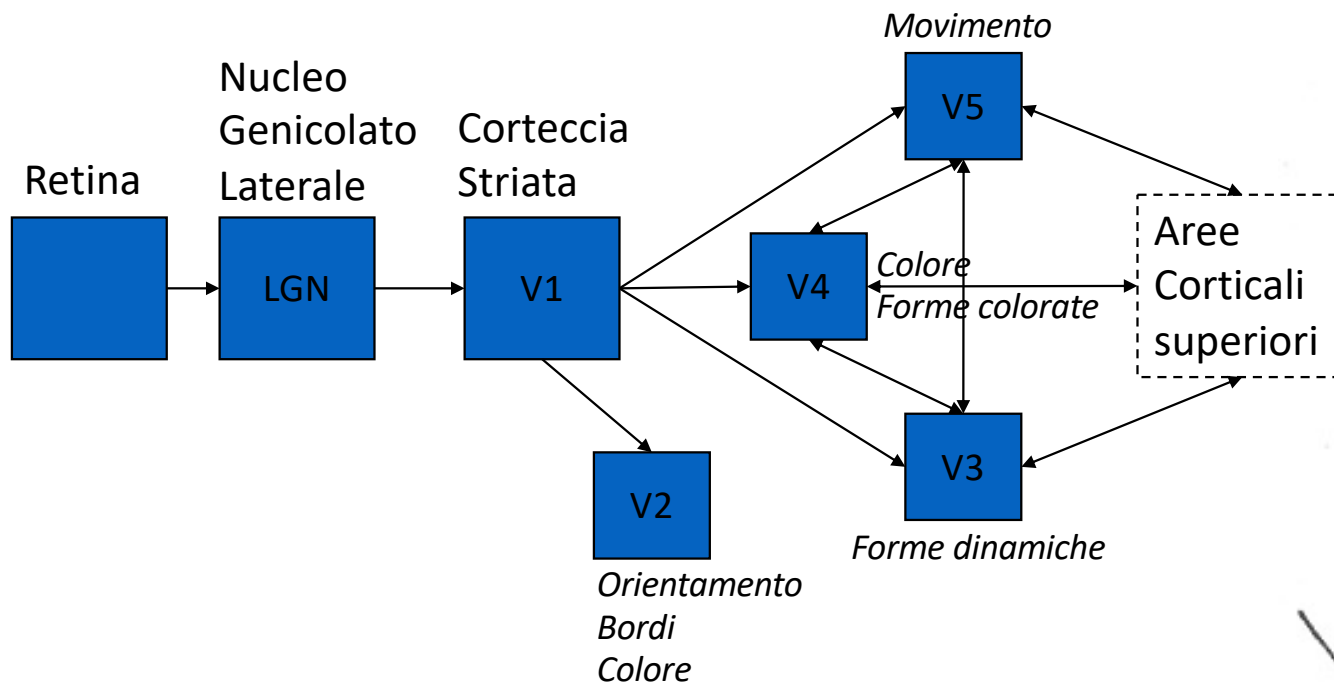 Movimento
V5
Nucleo
Genicolato
Laterale
Corteccia
Striata
Retina
LGN
V1
V4
Colore
Forme colorate
Aree
Corticali
superiori
V3
Forme dinamiche
V2
Orientamento
Bordi
Colore